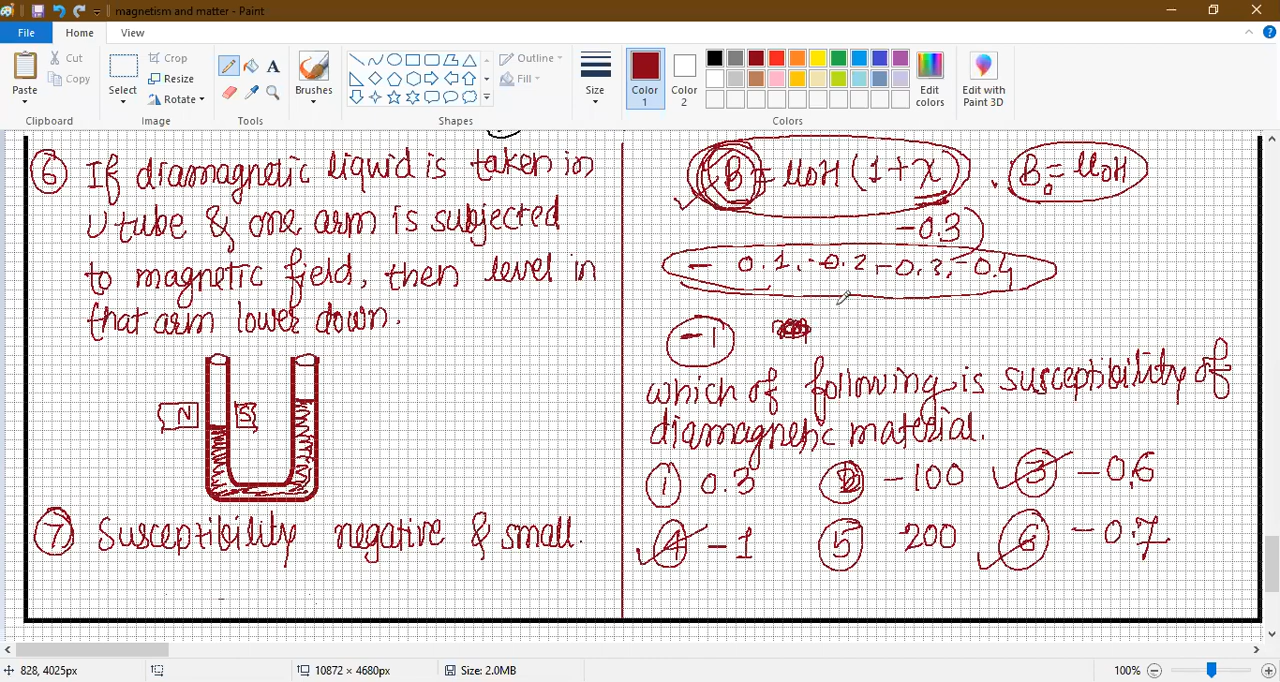 magnetism and matter - Paint
File
Home
View
Paste
Cut
Copy
Clipboard
Select
Crop
Resize
Rotate
Image
A
Tools
Brushes
Shapes
Outline
Fill
Size
Color 1
Color 2
Edit colors
Edit with Paint 3D
Colors
⑥ If diamagnetic liquid is taken in
U tube & one arm is subjected
to magnetic field, then level in
that arm lower down.
N S
⑦ Susceptibility negative & small.
B = μ0H (1 + χ) . B0 = μ0H
-0.3
- 0.1, -0.2, -0.3, -0.4
-1
which of following is susceptibility of
diamagnetic material.
① 0.3 -100 ③ -0.6
④ -1 ⑤ 200 ⑥ -0.7
828, 4025px
10872 × 4680px
Size: 2.0MB
100%